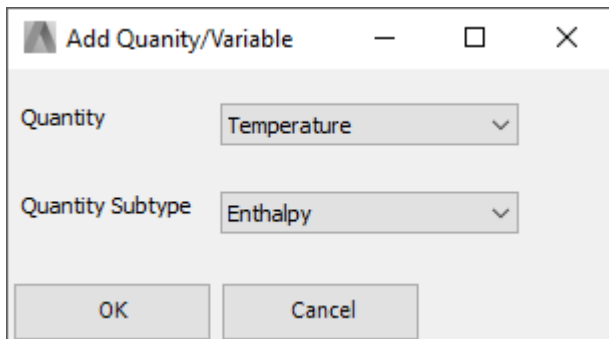 Add Quanity/Variable
Quantity
Temperature
Quantity Subtype
Enthalpy
OK
Cancel